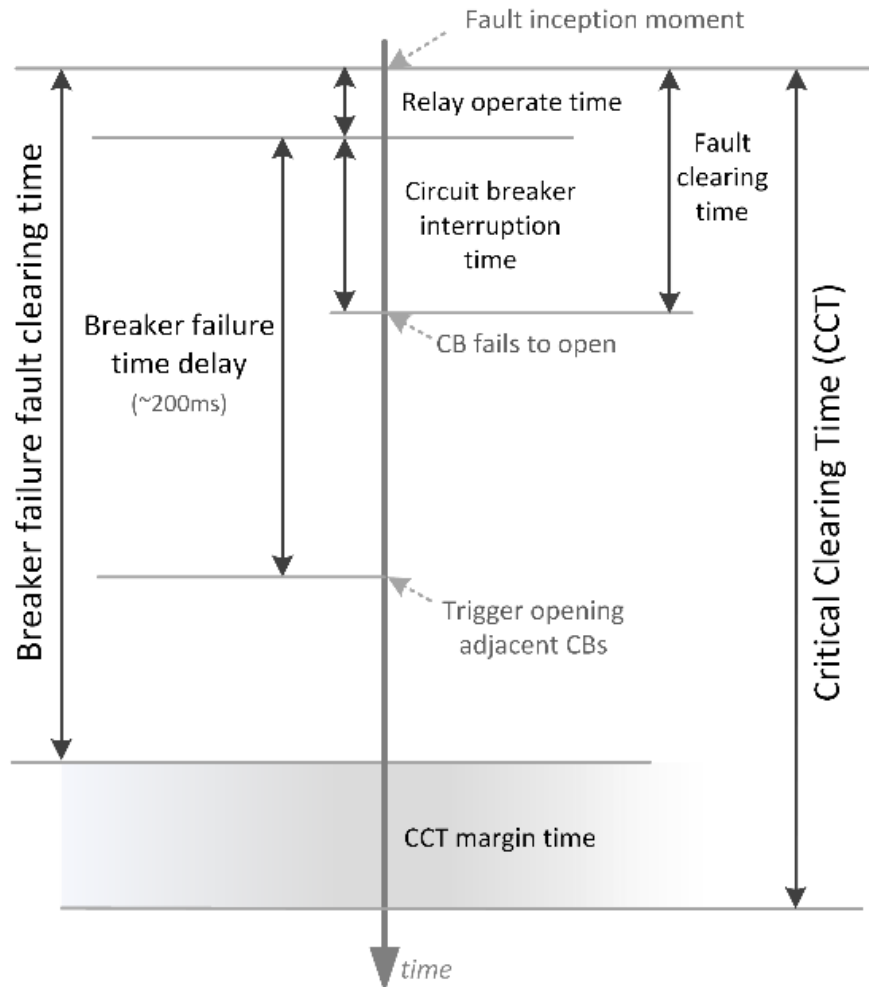 Fault inception moment
Relay operate time
Fault
clearing
time
Circuit breaker
interruption
time
Breaker failure fault clearing time
Breaker failure
time delay
(~200ms)
CB fails to open
Critical Clearing Time (CCT)
Trigger opening
adjacent CBs
CCT margin time
time